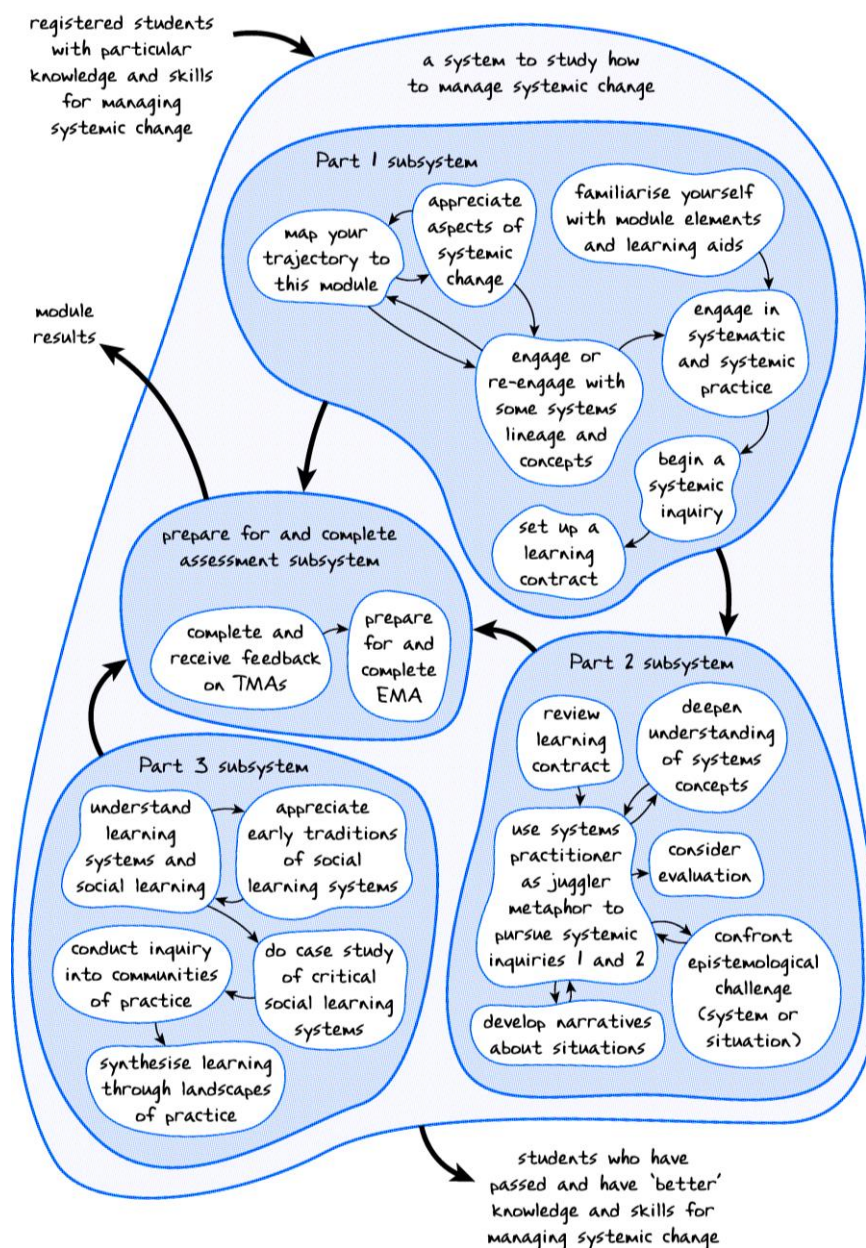 registered students
with particular
knowledge and skills
for managing
systemic change
a system to study how
to manage systemic change
Part 1 subsystem
map your
trajectory to
this module
appreciate
aspects of
systemic
change
familiarise yourself
with module elements
and learning aids
engage or
re-engage with
some systems
lineage and
concepts
engage in
systematic
and systemic
practice
begin a
systemic
inquiry
set up a
learning
contract
module
results
prepare for and complete
assessment subsystem
complete and
receive feedback
on TMAs
prepare
for and
complete
EMA
Part 2 subsystem
review
learning
contract
deepen
understanding
of systems
concepts
use systems
practitioner
as juggler
metaphor to
pursue systemic
inquiries 1 and 2
consider
evaluation
confront
epistemological
challenge
(system or
situation)
develop narratives
about situations
Part 3 subsystem
understand
learning
systems and
social learning
appreciate
early traditions
of social
learning systems
do case study
of critical
social learning
systems
conduct inquiry
into communities
of practice
synthesise learning
through landscapes
of practice
students who have
passed and have 'better'
knowledge and skills for
managing systemic change